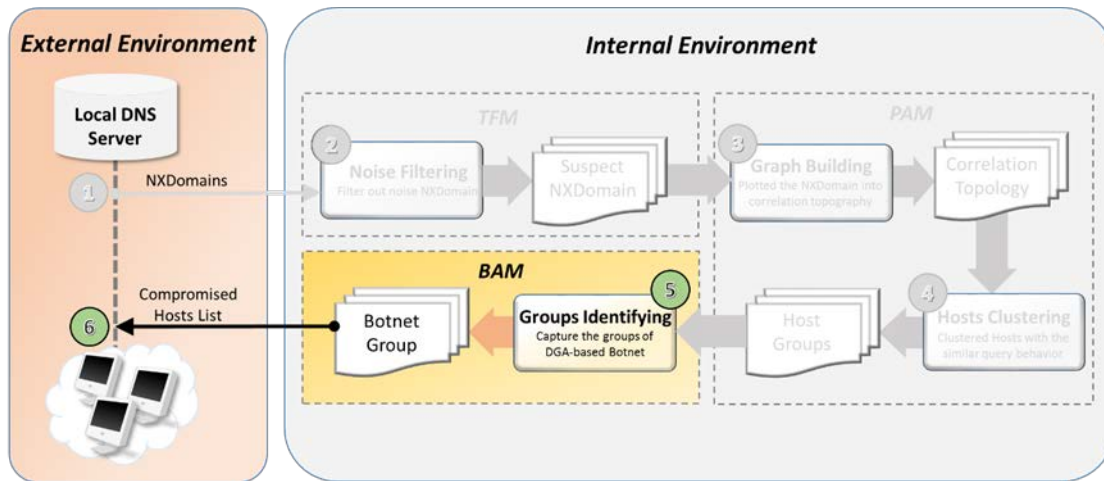 External Environment
Local DNS
Server
1
NXDomains
Compromised
Hosts List
6
Internal Environment
TFM
2
Noise Filtering
Filter out noise NXDomain
Suspect
NXDomain
PAM
3
Graph Building
Plotted the NXDomain into
correlation topography
Correlation
Topology
4
Hosts Clustering
Clustered Hosts with the
similar query behavior
Host
Groups
BAM
5
Groups Identifying
Capture the groups of
DGA-based Botnet
Botnet
Group